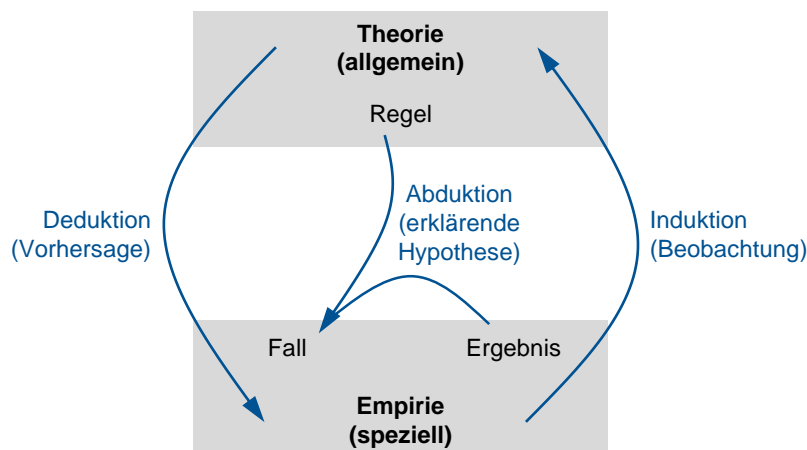 Theorie
(allgemein)
Regel
Deduktion
(Vorhersage)
Abduktion
(erklärende
Hypothese)
Induktion
(Beobachtung)
Fall
Ergebnis
Empirie
(speziell)